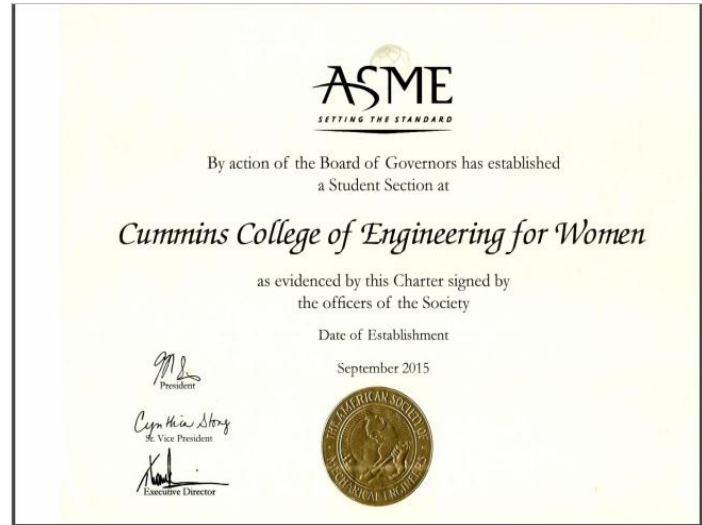 ASME
SETTING THE STANDARD
By action of the Board of Governors has established
a Student Section at
Cummins College of Engineering for Women
as evidenced by this Charter signed by
the officers of the Society
Date of Establishment
September 2015
President
Cynthia Stong
Sr. Vice President
Executive Director
THE AMERICAN SOCIETY OF
MECHANICAL ENGINEERS